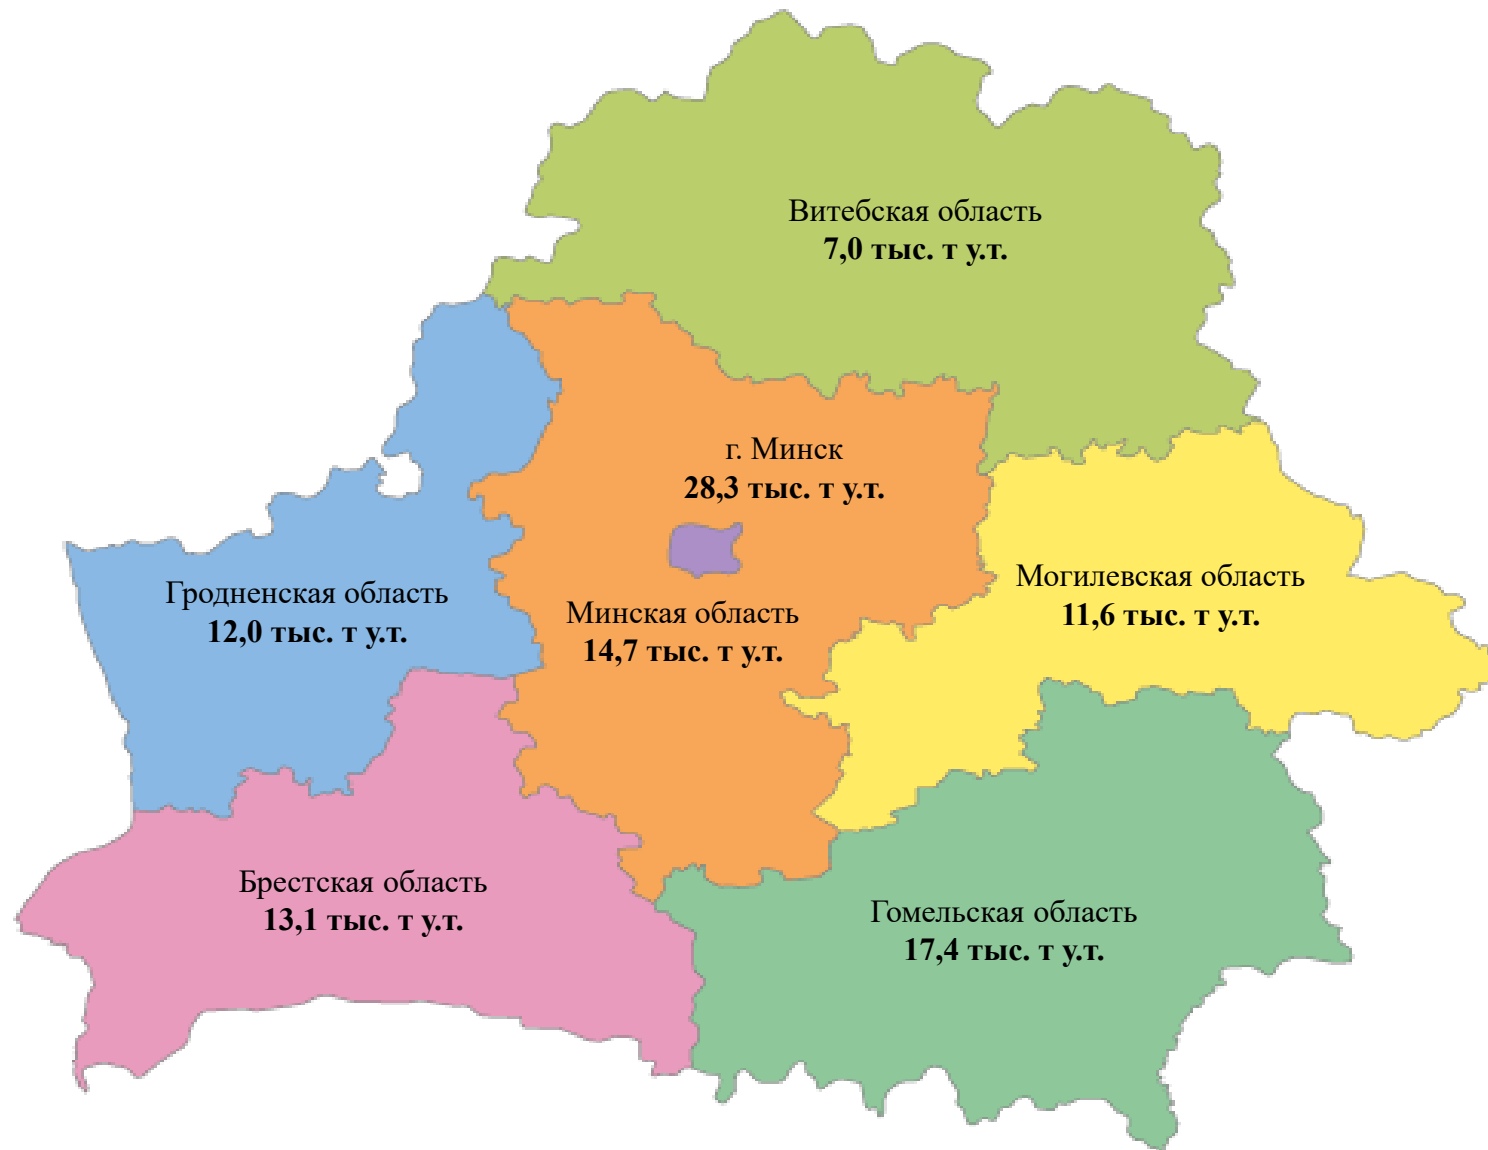 Витебская область
7,0 тыс. т у.т.
г. Минск
28,3 тыс. т у.т.
Гродненская область
12,0 тыс. т у.т.
Минская область
14,7 тыс. т у.т.
Могилевская область
11,6 тыс. т у.т.
Брестская область
13,1 тыс. т у.т.
Гомельская область
17,4 тыс. т у.т.